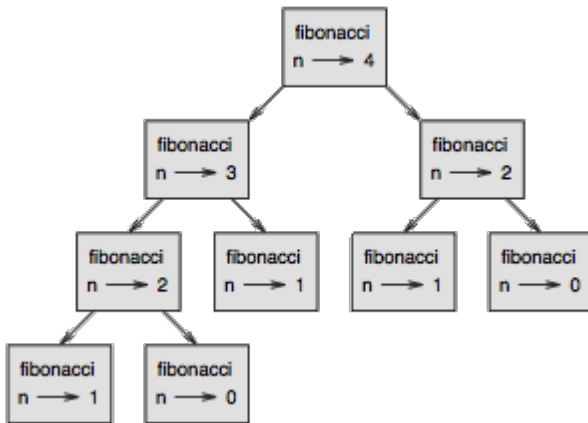 fibonacci
n → 4
fibonacci
n → 3
fibonacci
n → 2
fibonacci
n → 2
fibonacci
n → 1
fibonacci
n → 1
fibonacci
n → 0
fibonacci
n → 1
fibonacci
n → 0